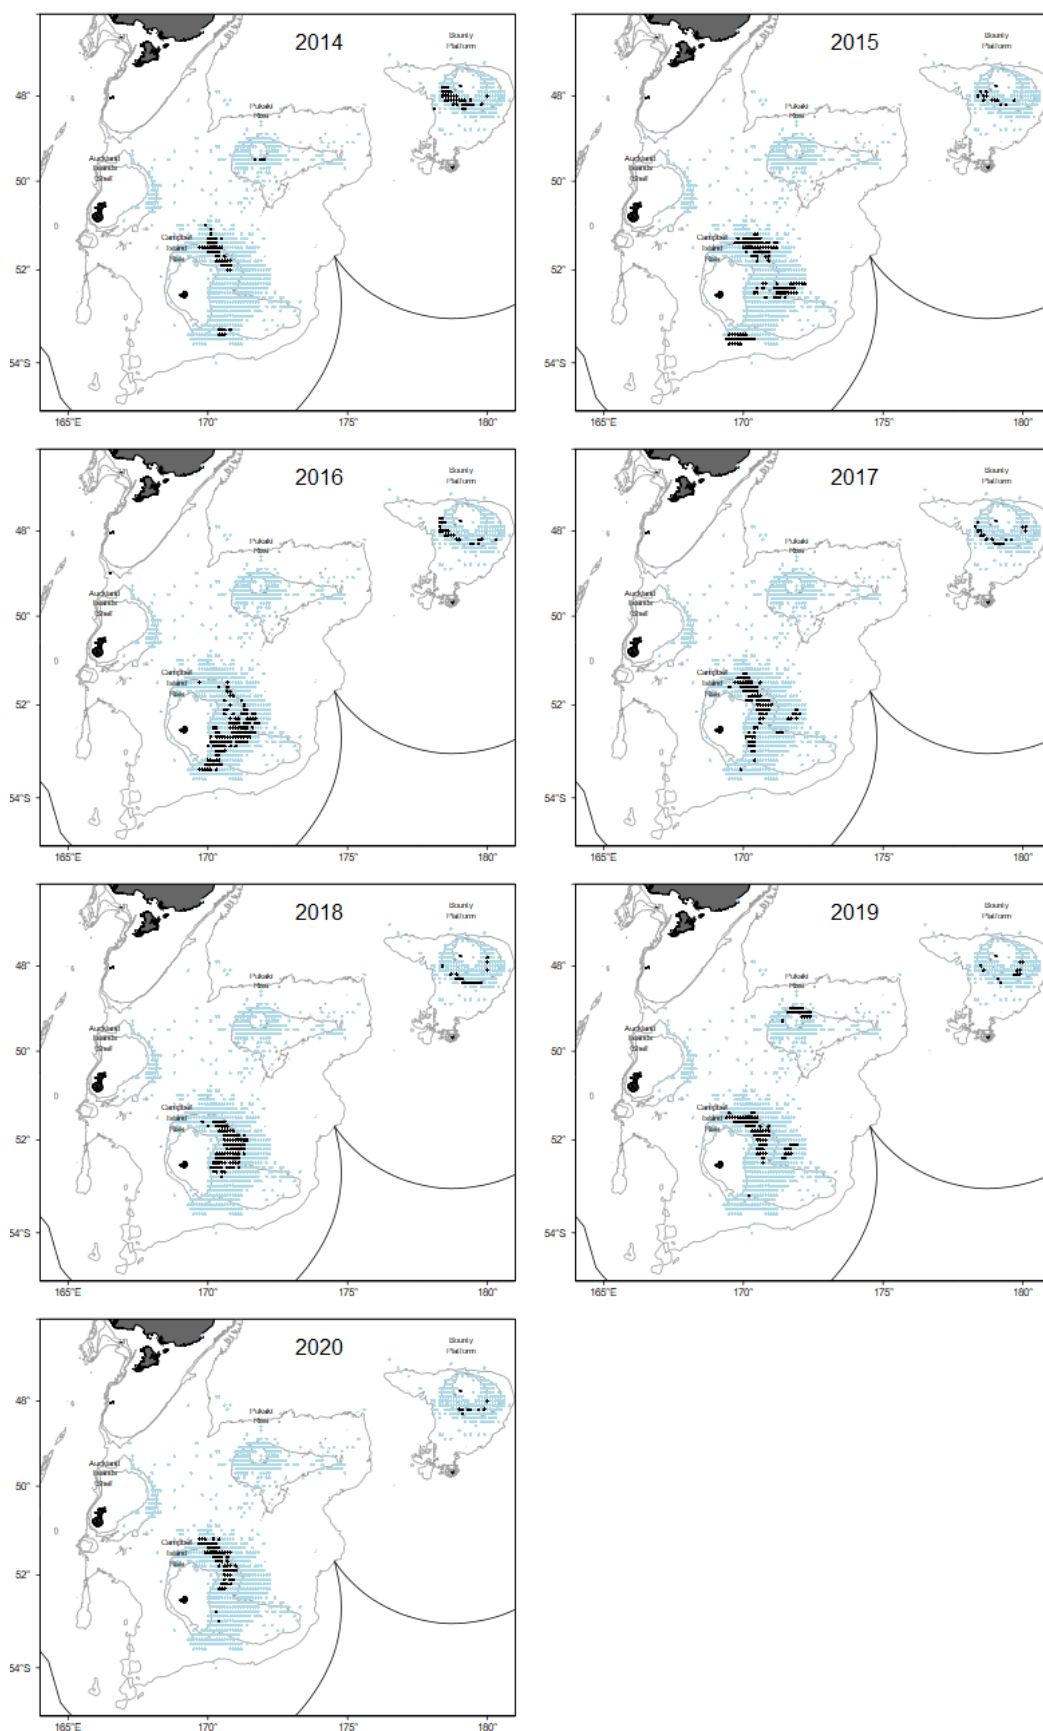 2014
Bounty
Platform
48°
Pukaki
Rise
Auckland
Islands
Shelf
50°
Campbell
Island
Rise
52°
54°S
165°E
170°
175°
180°
2015
Bounty
Platform
48°
Pukaki
Rise
Auckland
Islands
Shelf
50°
Campbell
Island
Rise
52°
54°S
165°E
170°
175°
180°
2016
Bounty
Platform
48°
Pukaki
Rise
Auckland
Islands
Shelf
50°
Campbell
Island
Rise
52°
54°S
165°E
170°
175°
180°
2017
Bounty
Platform
48°
Pukaki
Rise
Auckland
Islands
Shelf
50°
Campbell
Island
Rise
52°
54°S
165°E
170°
175°
180°
2018
Bounty
Platform
48°
Pukaki
Rise
Auckland
Islands
Shelf
50°
Campbell
Island
Rise
52°
54°S
165°E
170°
175°
180°
2019
Bounty
Platform
48°
Pukaki
Rise
Auckland
Islands
Shelf
50°
Campbell
Island
Rise
52°
54°S
165°E
170°
175°
180°
2020
Bounty
Platform
48°
Pukaki
Rise
Auckland
Islands
Shelf
50°
Campbell
Island
Rise
52°
54°S
165°E
170°
175°
180°